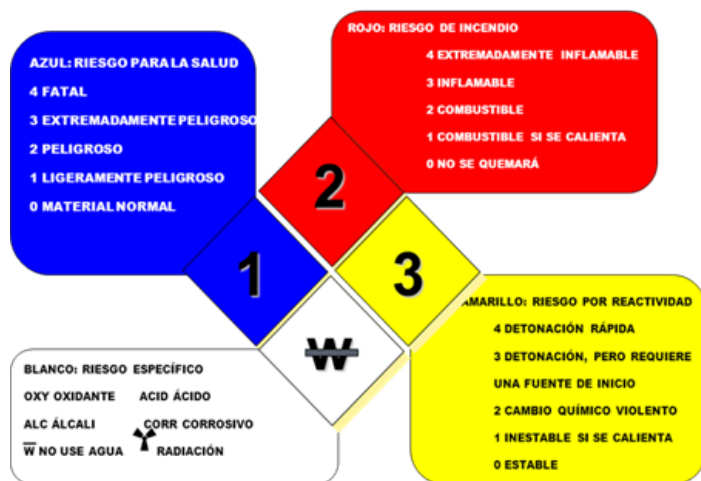 AZUL: RIESGO PARA LA SALUD
4 FATAL
3 EXTREMADAMENTE PELIGROSO
2 PELIGROSO
1 LIGERAMENTE PELIGROSO
0 MATERIAL NORMAL
ROJO: RIESGO DE INCENDIO
4 EXTREMADAMENTE INFLAMABLE
3 INFLAMABLE
2 COMBUSTIBLE
1 COMBUSTIBLE SI SE CALIENTA
0 NO SE QUEMARÁ
2
1
3
W
AMARILLO: RIESGO POR REACTIVIDAD
4 DETONACIÓN RÁPIDA
3 DETONACIÓN, PERO REQUIERE
UNA FUENTE DE INICIO
2 CAMBIO QUÍMICO VIOLENTO
1 INESTABLE SI SE CALIENTA
0 ESTABLE
BLANCO: RIESGO ESPECÍFICO
OXY OXIDANTE ACID ÁCIDO
ALC ÁLCALI CORR CORROSIVO
W NO USE AGUA RADIACIÓN